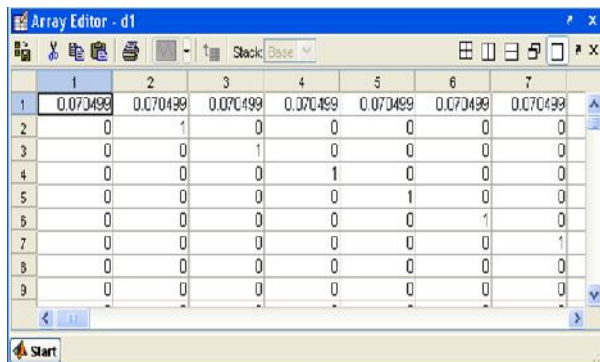 Array Editor - d1
Stack: Base
1 2 3 4 5 6 7
1 0.070499 0.070499 0.070499 0.070499 0.070499 0.070499 0.070499
2 0 1 0 0 0 0 0
3 0 0 1 0 0 0 0
4 0 0 0 1 0 0 0
5 0 0 0 0 1 0 0
6 0 0 0 0 0 1 0
7 0 0 0 0 0 0 1
8 0 0 0 0 0 0 0
9 0 0 0 0 0 0 0
Start